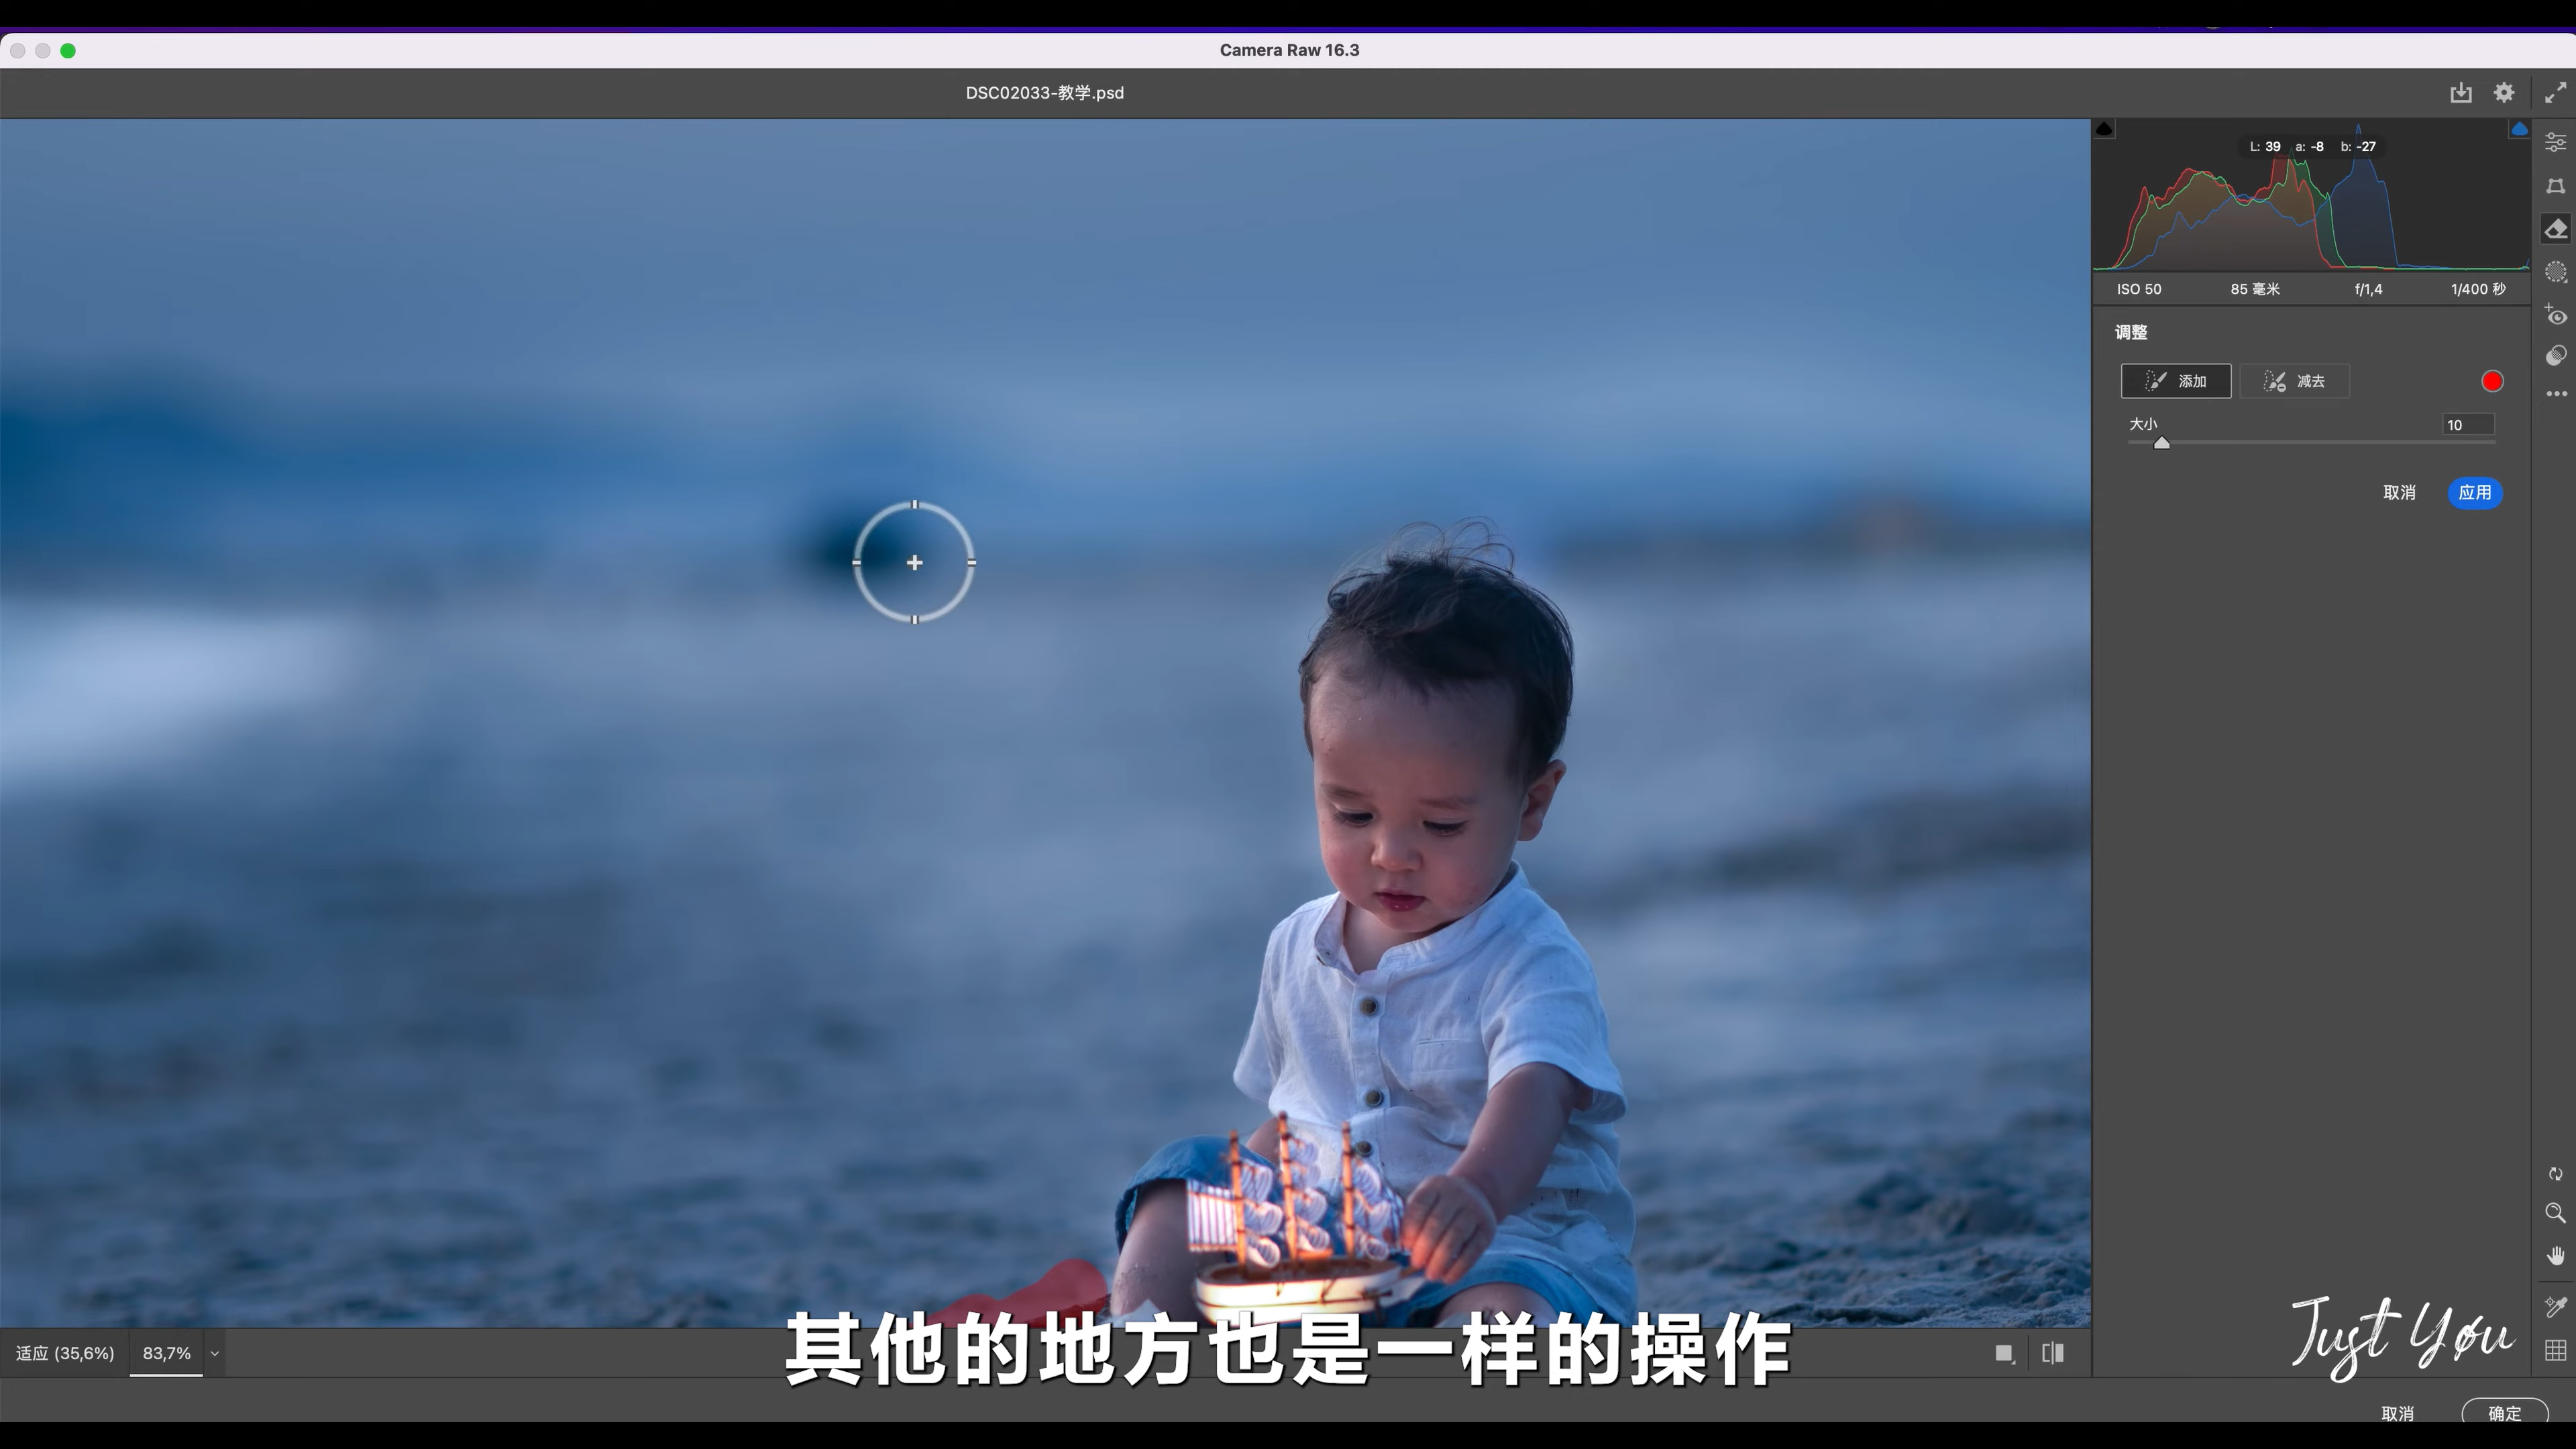 Camera Raw 16.3
DSC02033-教学.psd
L: 39 a: -8 b: -27
ISO 50 85 毫米 f/1,4 1/400 秒
调整
添加 减去
大小 10
取消 应用
Just You
适应 (35,6%) 83,7%
其他的地方也是一样的操作
取消 确定